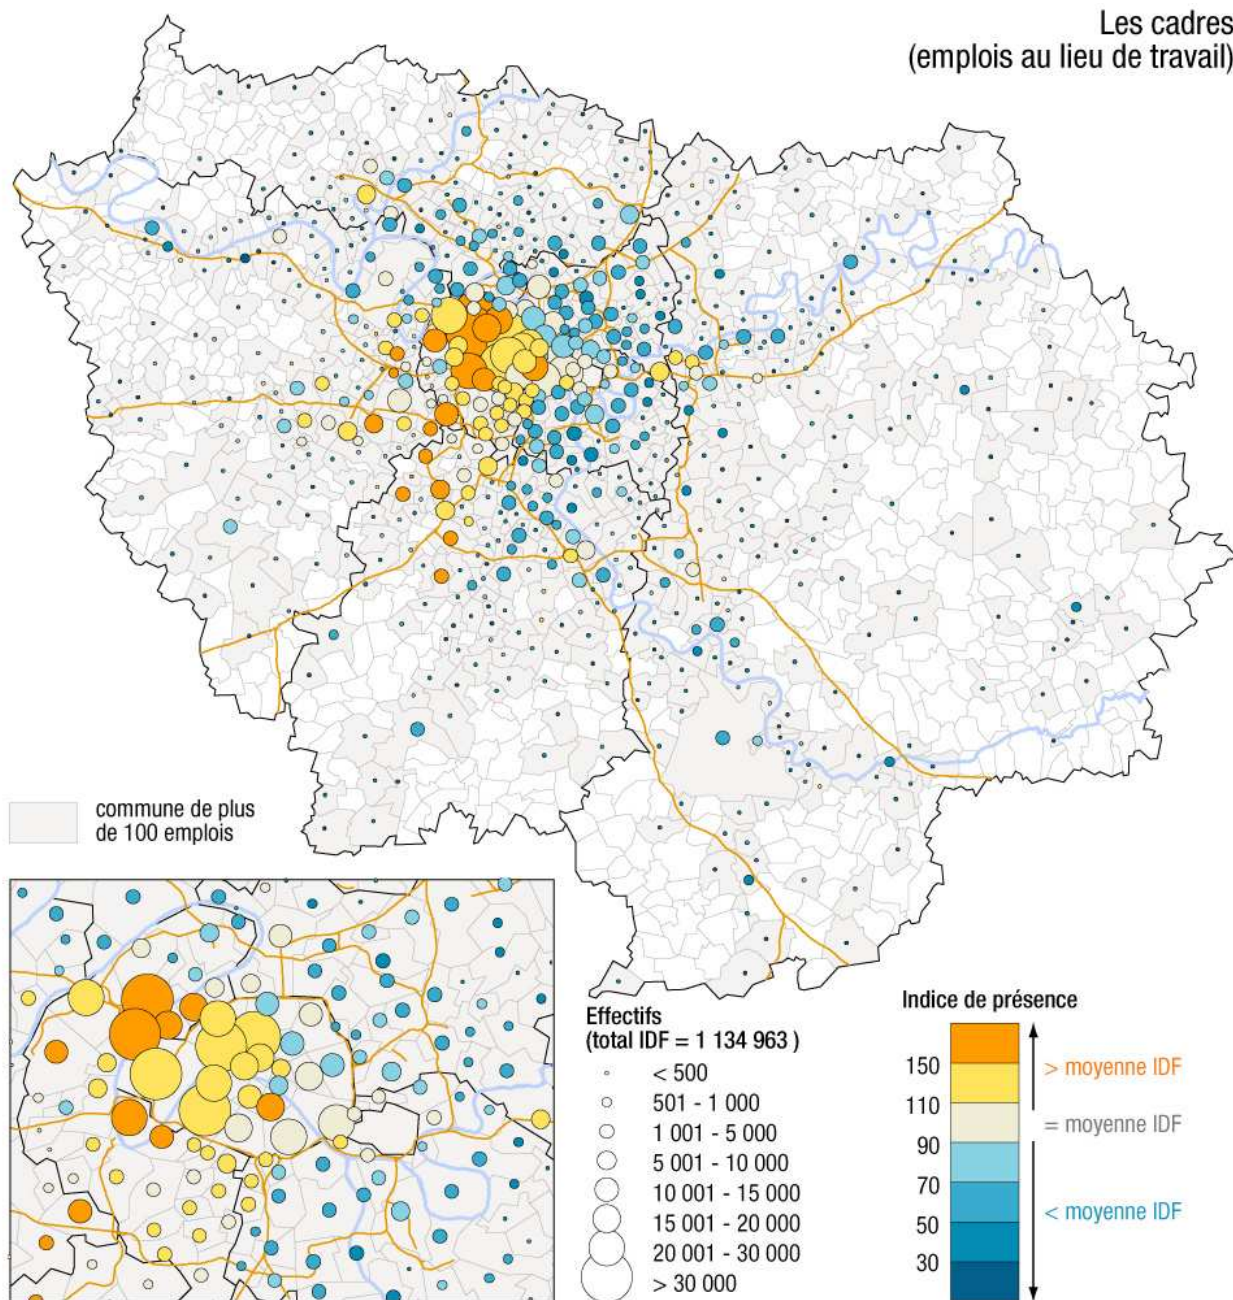 Les cadres
(emplois au lieu de travail)
commune de plus
de 100 emplois
Effectifs
(total IDF = 1 134 963 )
< 500
501 - 1 000
1 001 - 5 000
5 001 - 10 000
10 001 - 15 000
15 001 - 20 000
20 001 - 30 000
> 30 000
Indice de présence
150
> moyenne IDF
110
= moyenne IDF
90
70
< moyenne IDF
50
30